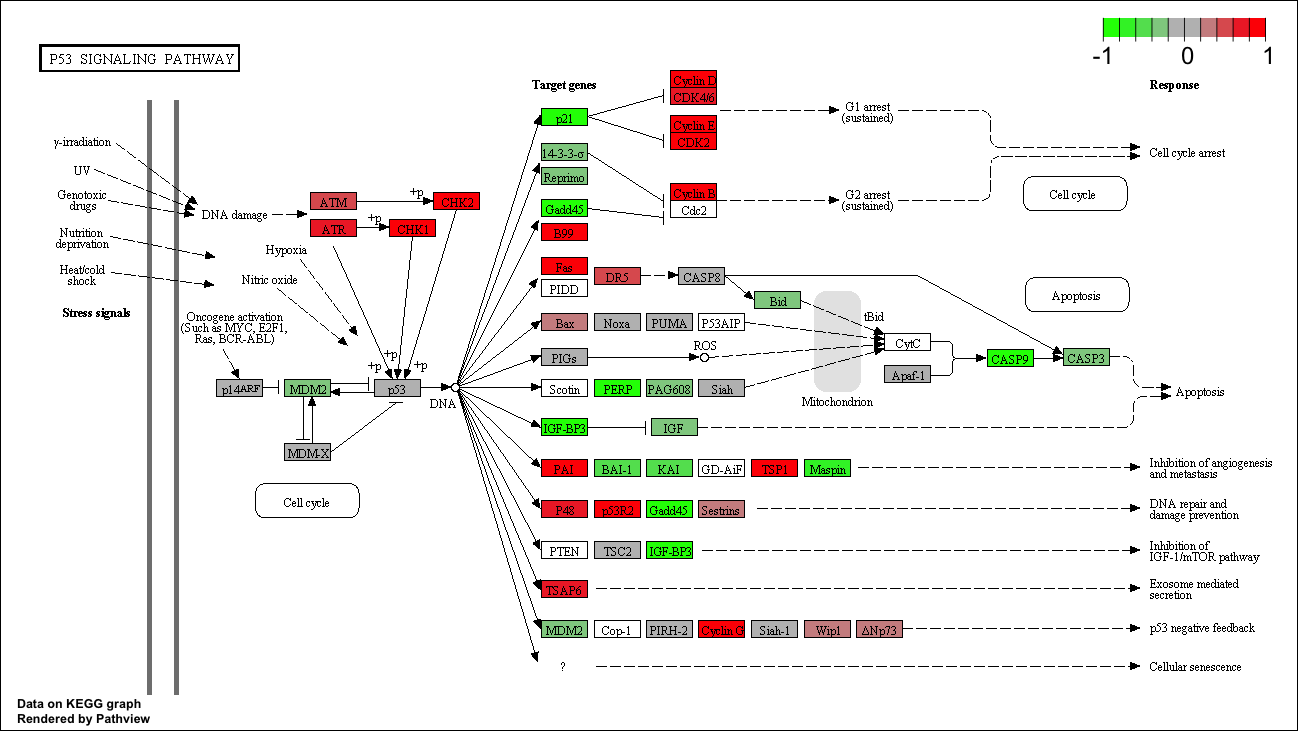 -1 0 1
P53 SIGNALING PATHWAY
Target genes
Response
γ-irradiation
UV
Genotoxic
drugs
Nutrition
deprivation
Heat/cold
shock
Stress signals
DNA damage
ATM
+p
CHK2
ATR
+p
CHK1
Hypoxia
Nitric oxide
Oncogene activation
(Such as MYC, E2F1,
Ras, BCR-ABL)
+p
+p
+p
p14ARF
MDM2
p53
DNA
MDM-X
Cell cycle
p21
Cyclin D
CDK4/6
Cyclin E
CDK2
G1 arrest
(sustained)
14-3-3-σ
Reprimo
Gadd45
B99
Cyclin B
Cdc2
G2 arrest
(sustained)
Cell cycle arrest
Cell cycle
Fas
PIDD
DR5
CASP8
Bid
tBid
Apoptosis
Bax
Noxa
PUMA
P53AIP
CytC
PIGs
ROS
CASP9
CASP3
Apaf-1
Mitochondrion
Scotin
PERP
PAG608
Siah
Apoptosis
IGF-BP3
IGF
PAI
BAI-1
KAI
GD-AiF
TSP1
Maspin
Inhibition of angiogenesis
and metastasis
P48
p53R2
Gadd45
Sestrins
DNA repair and
damage prevention
PTEN
TSC2
IGF-BP3
Inhibition of
IGF-1/mTOR pathway
TSAP6
Exosome mediated
secretion
MDM2
Cop-1
PIRH-2
Cyclin G
Siah-1
Wip1
ΔNp73
p53 negative feedback
?
Cellular senescence
Data on KEGG graph
Rendered by Pathview